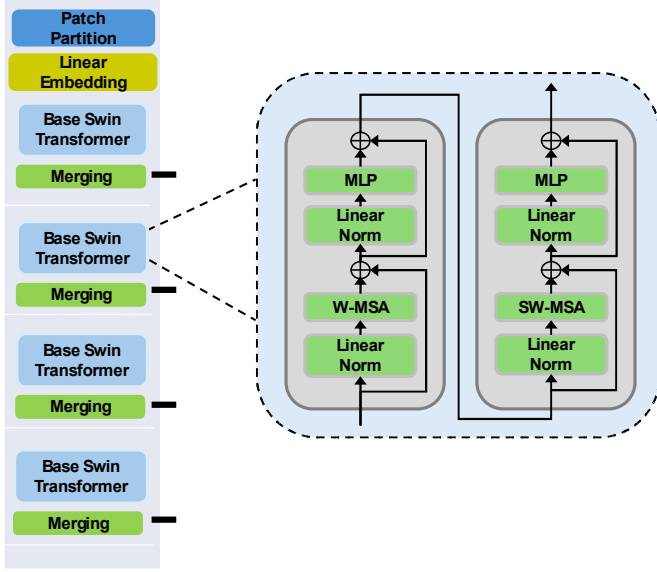 Patch
Partition
Linear
Embedding
Base Swin
Transformer
Merging
Base Swin
Transformer
Merging
Base Swin
Transformer
Merging
Base Swin
Transformer
Merging
MLP
Linear
Norm
W-MSA
Linear
Norm
MLP
Linear
Norm
SW-MSA
Linear
Norm